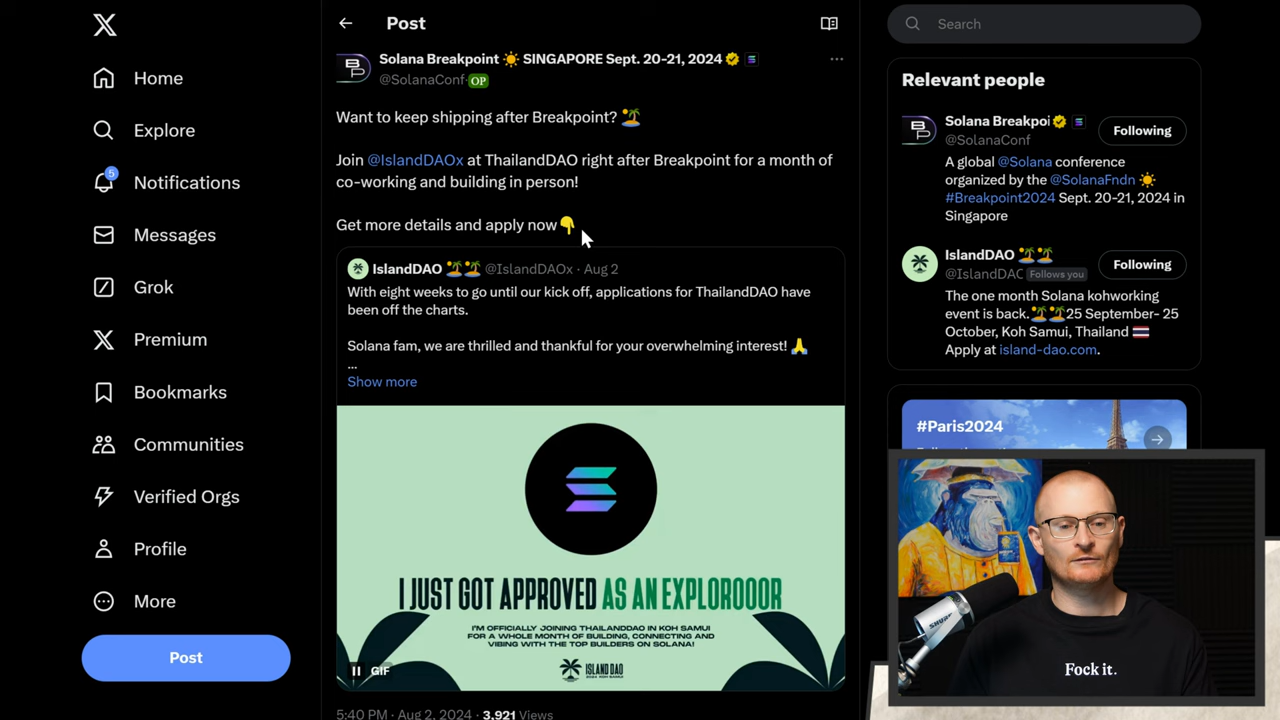 Home
Explore
5
Notifications
Messages
Grok
Premium
Bookmarks
Communities
Verified Orgs
Profile
More
Post
Post
Solana Breakpoint ☀️ SINGAPORE Sept. 20-21, 2024
@SolanaConf OP
Want to keep shipping after Breakpoint? 🏝️
Join @IslandDAOx at ThailandDAO right after Breakpoint for a month of
co-working and building in person!
Get more details and apply now👇
IslandDAO 🏝️🏝️ @IslandDAOx · Aug 2
With eight weeks to go until our kick off, applications for ThailandDAO have
been off the charts.
Solana fam, we are thrilled and thankful for your overwhelming interest! 🙏
...
Show more
I JUST GOT APPROVED AS AN EXPLOROOOR
I'M OFFICIALLY JOINING THAILANDDAO IN KOH SAMUI
FOR A WHOLE MONTH OF BUILDING, CONNECTING AND
VIBING WITH THE TOP BUILDERS ON SOLANA!
ISLAND DAO
2024 KOH SAMUI
GIF
5:40 PM · Aug 2, 2024 · 3,921 Views
Search
Relevant people
Solana Breakpoi
@SolanaConf
Following
A global @Solana conference
organized by the @SolanaFndn ☀️
#Breakpoint2024 Sept. 20-21, 2024 in
Singapore
IslandDAO 🏝️🏝️
@IslandDAC Follows you
Following
The one month Solana kohworking
event is back.🏝️🏝️25 September- 25
October, Koh Samui, Thailand 🇹🇭
Apply at island-dao.com.
#Paris2024
Fock it.